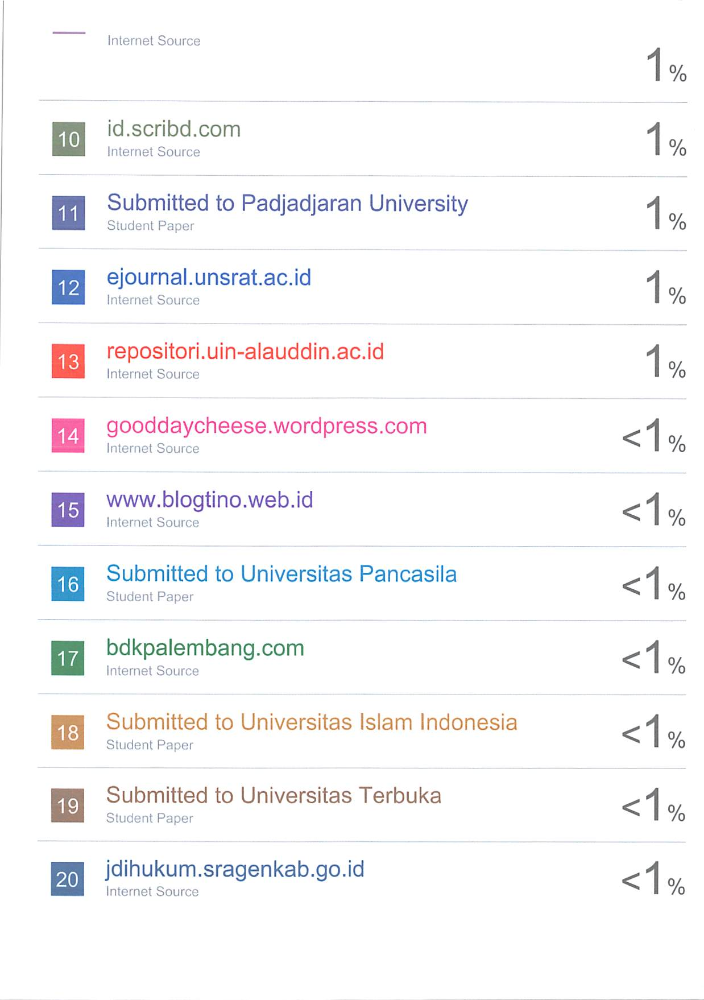 Internet Source
1%
10
id.scribd.com
Internet Source
1%
11
Submitted to Padjadjaran University
Student Paper
1%
12
ejournal.unsrat.ac.id
Internet Source
1%
13
repositori.uin-alauddin.ac.id
Internet Source
1%
14
gooddaycheese.wordpress.com
Internet Source
<1%
15
www.blogtino.web.id
Internet Source
<1%
16
Submitted to Universitas Pancasila
Student Paper
<1%
17
bdkpalembang.com
Internet Source
<1%
18
Submitted to Universitas Islam Indonesia
Student Paper
<1%
19
Submitted to Universitas Terbuka
Student Paper
<1%
20
jdihukum.sragenkab.go.id
Internet Source
<1%